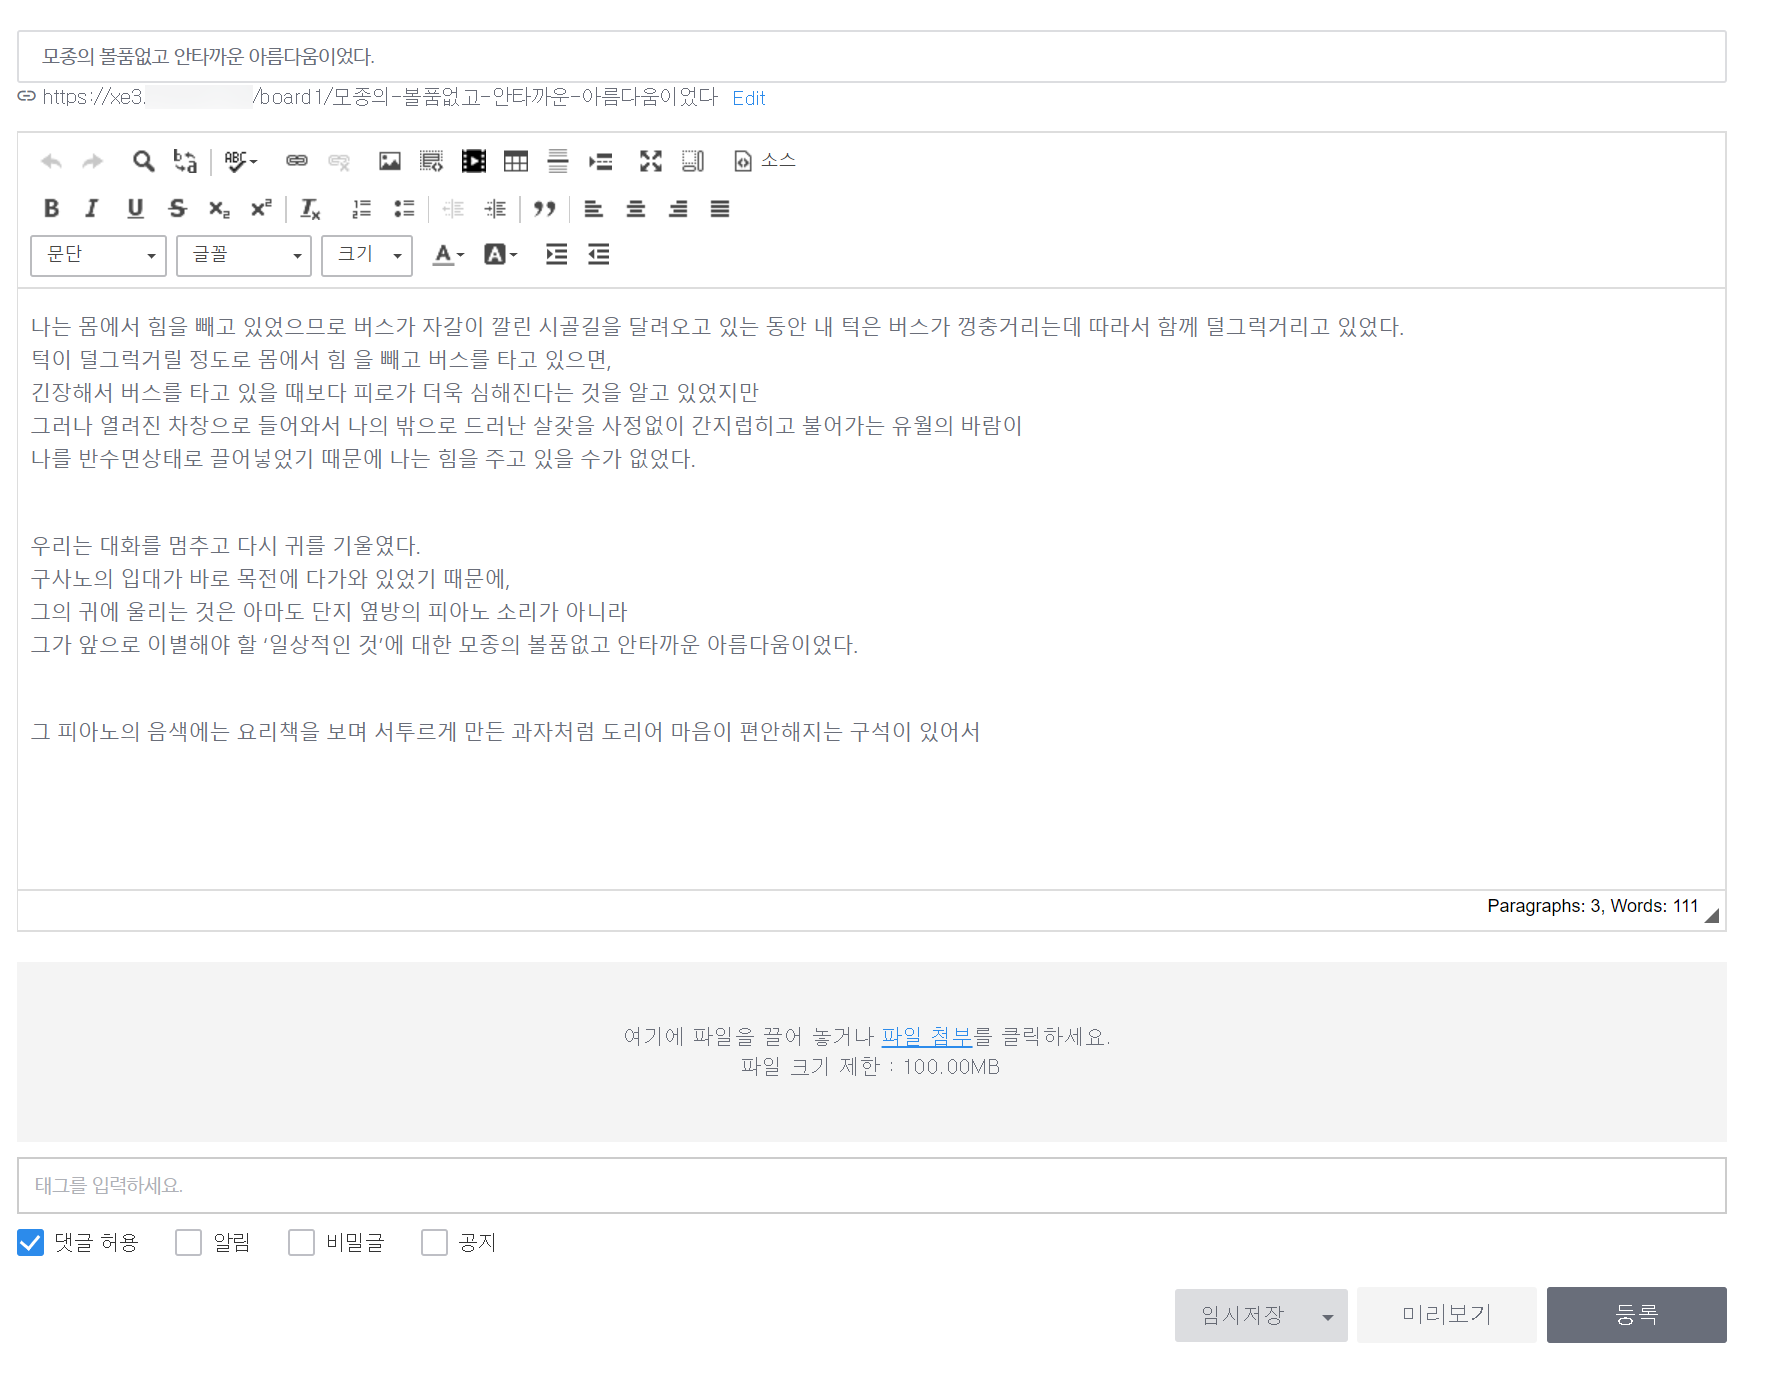 모종의 볼품없고 안타까운 아름다움이었다.
https://xe3. /board1/모종의-볼품없고-안타까운-아름다움이었다 Edit
소스
문단 글꼴 크기
나는 몸에서 힘을 빼고 있었으므로 버스가 자갈이 깔린 시골길을 달려오고 있는 동안 내 턱은 버스가 껑충거리는데 따라서 함께 덜그럭거리고 있었다.
턱이 덜그럭거릴 정도로 몸에서 힘 을 빼고 버스를 타고 있으면,
긴장해서 버스를 타고 있을 때보다 피로가 더욱 심해진다는 것을 알고 있었지만
그러나 열려진 차창으로 들어와서 나의 밖으로 드러난 살갗을 사정없이 간지럽히고 불어가는 유월의 바람이
나를 반수면상태로 끌어넣었기 때문에 나는 힘을 주고 있을 수가 없었다.
우리는 대화를 멈추고 다시 귀를 기울였다.
구사노의 입대가 바로 목전에 다가와 있었기 때문에,
그의 귀에 울리는 것은 아마도 단지 옆방의 피아노 소리가 아니라
그가 앞으로 이별해야 할 ‘일상적인 것’에 대한 모종의 볼품없고 안타까운 아름다움이었다.
그 피아노의 음색에는 요리책을 보며 서투르게 만든 과자처럼 도리어 마음이 편안해지는 구석이 있어서
Paragraphs: 3, Words: 111
여기에 파일을 끌어 놓거나 파일 첨부를 클릭하세요.
파일 크기 제한 : 100.00MB
태그를 입력하세요.
댓글 허용 알림 비밀글 공지
임시저장 미리보기 등록